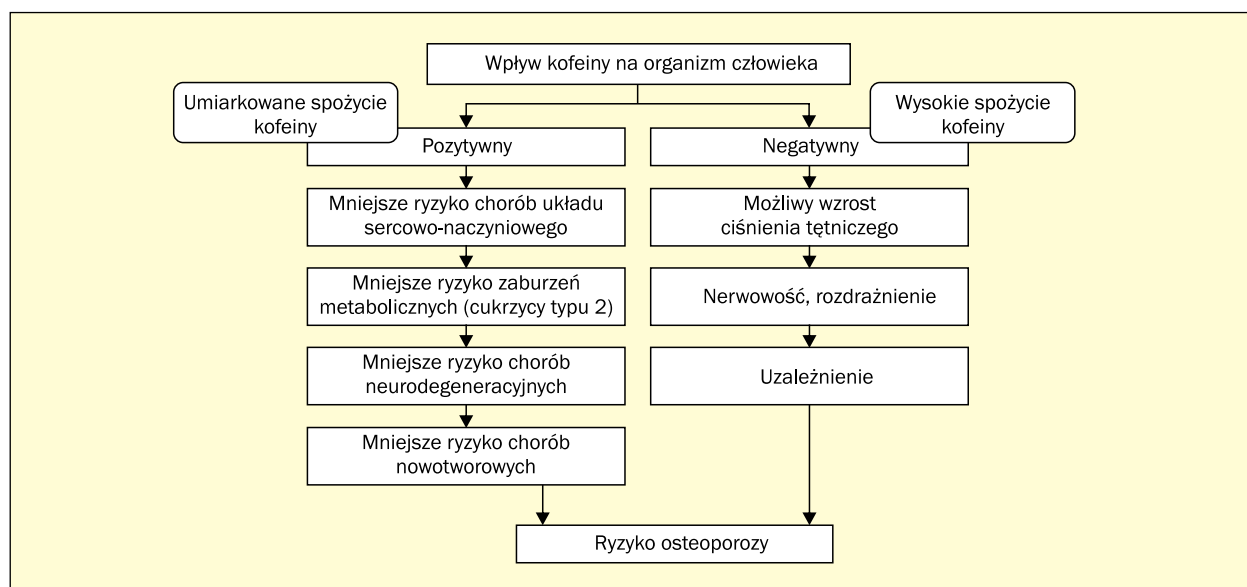 Wpływ kofeiny na organizm człowieka
Umiarkowane spożycie
kofeiny
Wysokie spożycie
kofeiny
Pozytywny
Negatywny
Mniejsze ryzyko chorób układu
sercowo-naczyniowego
Możliwy wzrost
ciśnienia tętniczego
Mniejsze ryzyko zaburzeń
metabolicznych (cukrzycy typu 2)
Nerwowość, rozdrażnienie
Mniejsze ryzyko chorób
neurodegeneracyjnych
Uzależnienie
Mniejsze ryzyko chorób
nowotworowych
Ryzyko osteoporozy